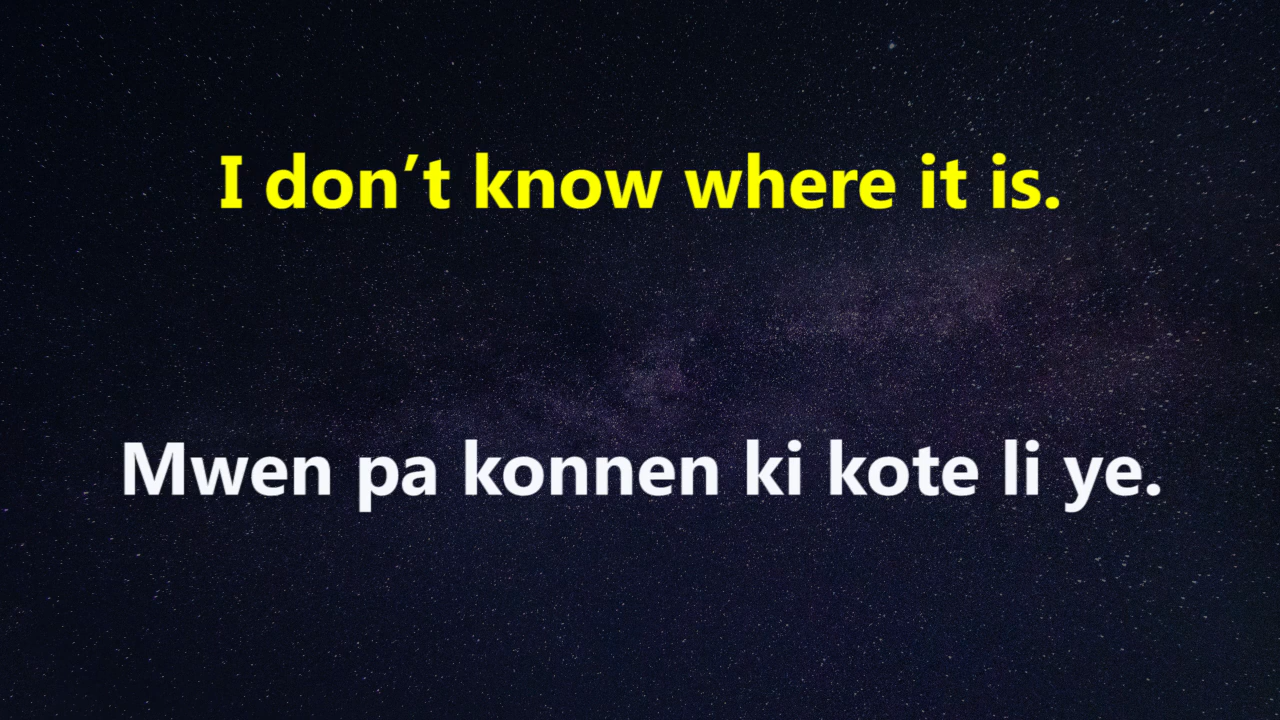 I don’t know where it is.
Mwen pa konnen ki kote li ye.